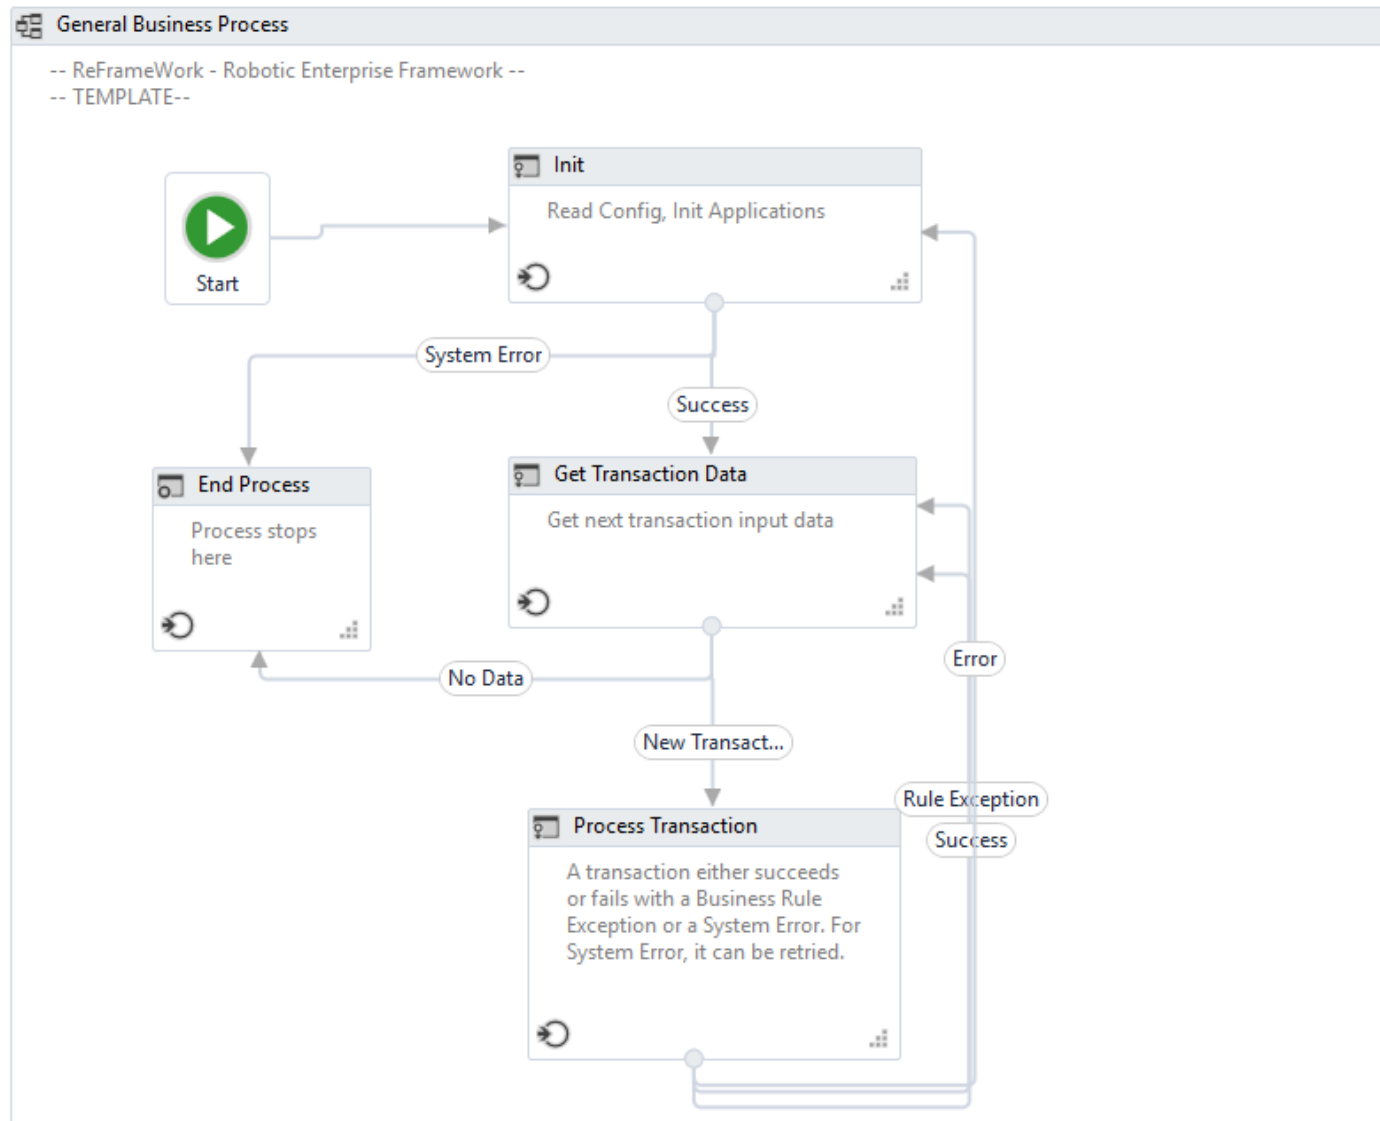 General Business Process
-- ReFrameWork - Robotic Enterprise Framework --
-- TEMPLATE--
Init
Read Config, Init Applications
Start
System Error
Success
End Process
Process stops
here
Get Transaction Data
Get next transaction input data
Error
No Data
New Transact...
Rule Exception
Success
Process Transaction
A transaction either succeeds
or fails with a Business Rule
Exception or a System Error. For
System Error, it can be retried.